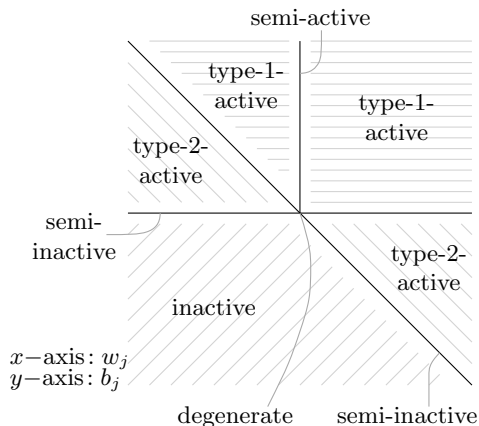 semi-active
type-1-
active
type-1-
active
type-2-
active
semi-
inactive
type-2-
active
inactive
x−axis: w_j
y−axis: b_j
degenerate
semi-inactive